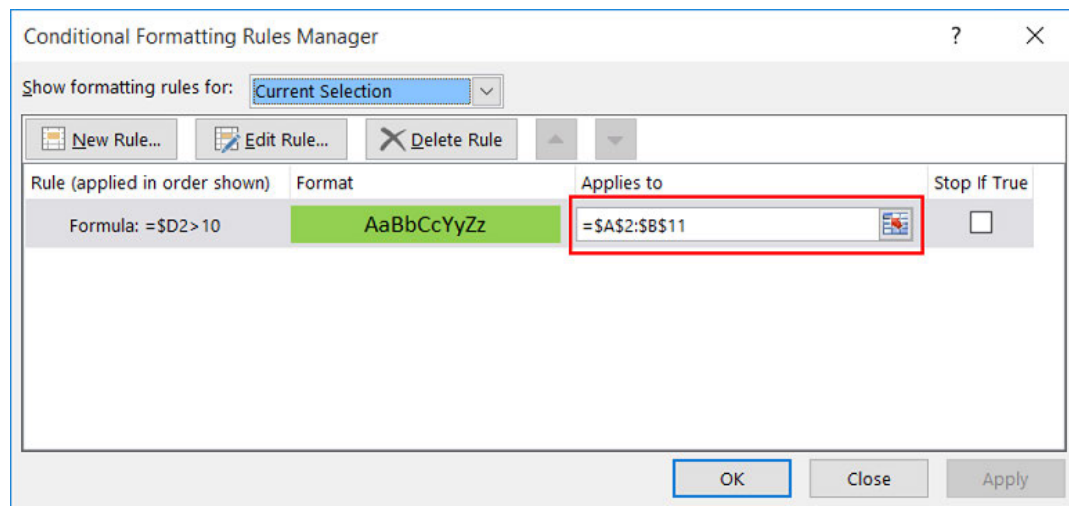 Conditional Formatting Rules Manager ?
Show formatting rules for: Current Selection
New Rule... Edit Rule... Delete Rule
Rule (applied in order shown) Format Applies to Stop If True
Formula: =$D2>10 AaBbCcYyZz =$A$2:$B$11
OK Close Apply